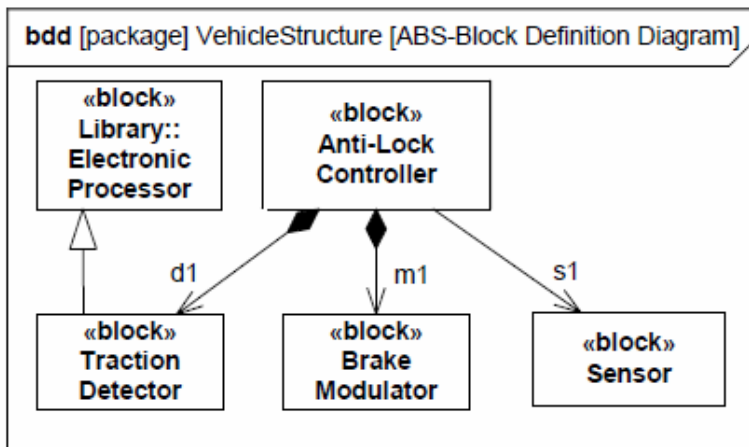 bdd [package] VehicleStructure [ABS-Block Definition Diagram]
«block»
Library::
Electronic
Processor
«block»
Anti-Lock
Controller
d1
m1
s1
«block»
Traction
Detector
«block»
Brake
Modulator
«block»
Sensor